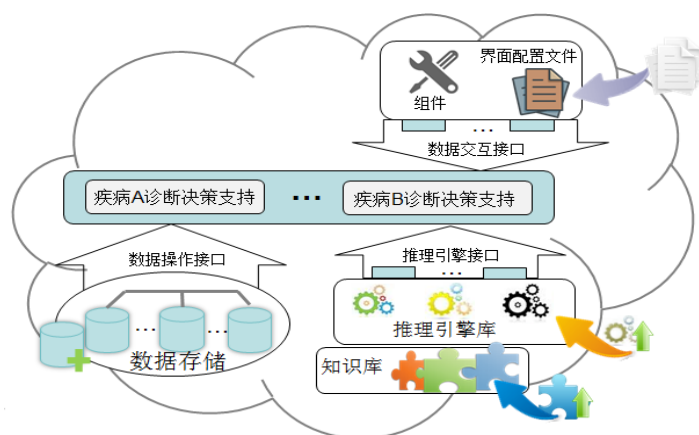 界面配置文件
组件
...
数据交互接口
疾病A诊断决策支持 ... 疾病B诊断决策支持
数据操作接口
推理引擎接口
...
... ...
推理引擎库
数据存储
知识库